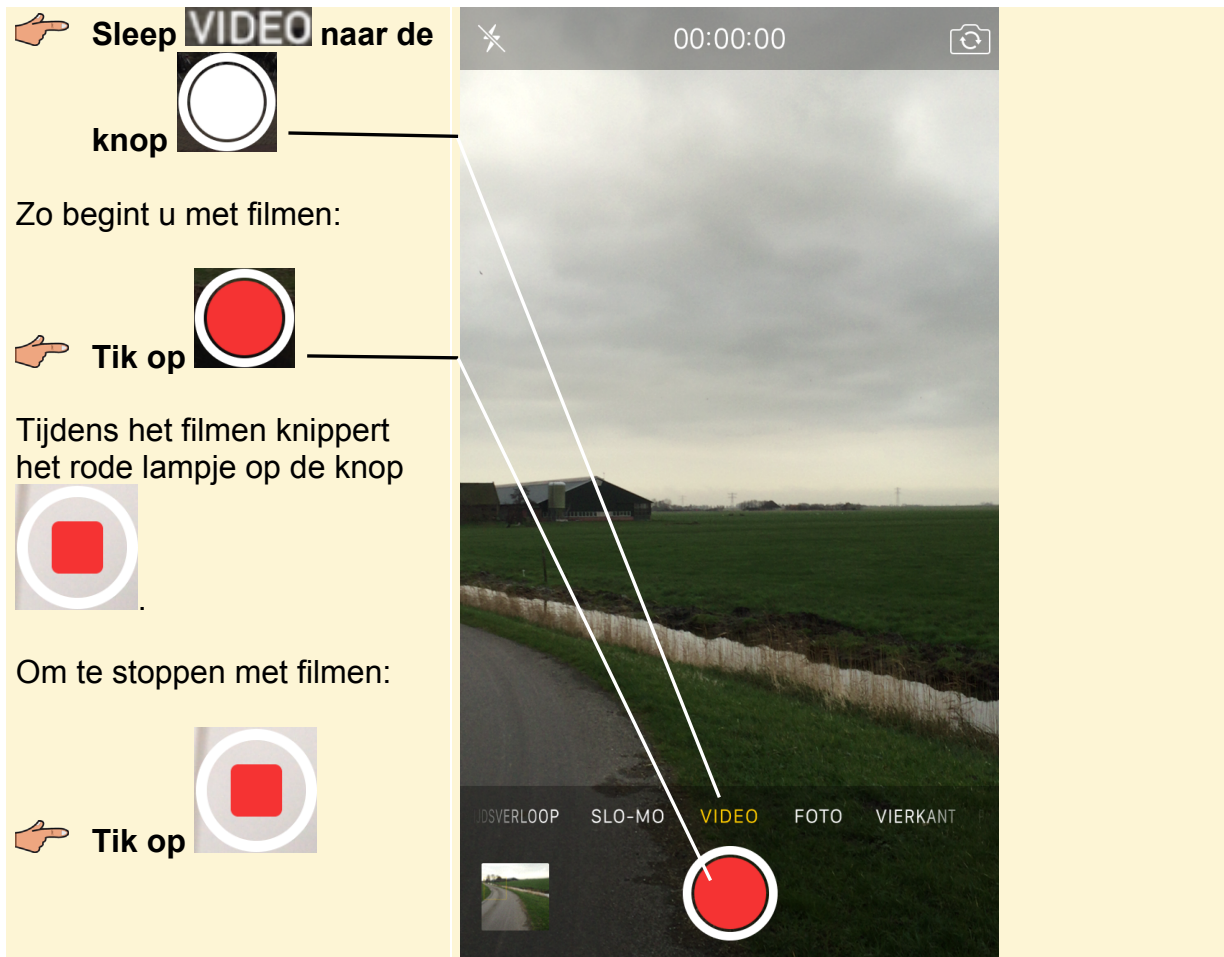 Sleep VIDEO naar de
knop
Zo begint u met filmen:
Tik op
Tijdens het filmen knippert
het rode lampje op de knop
.
Om te stoppen met filmen:
Tik op
00:00:00
JDSVERLOOP SLO-MO VIDEO FOTO VIERKANT